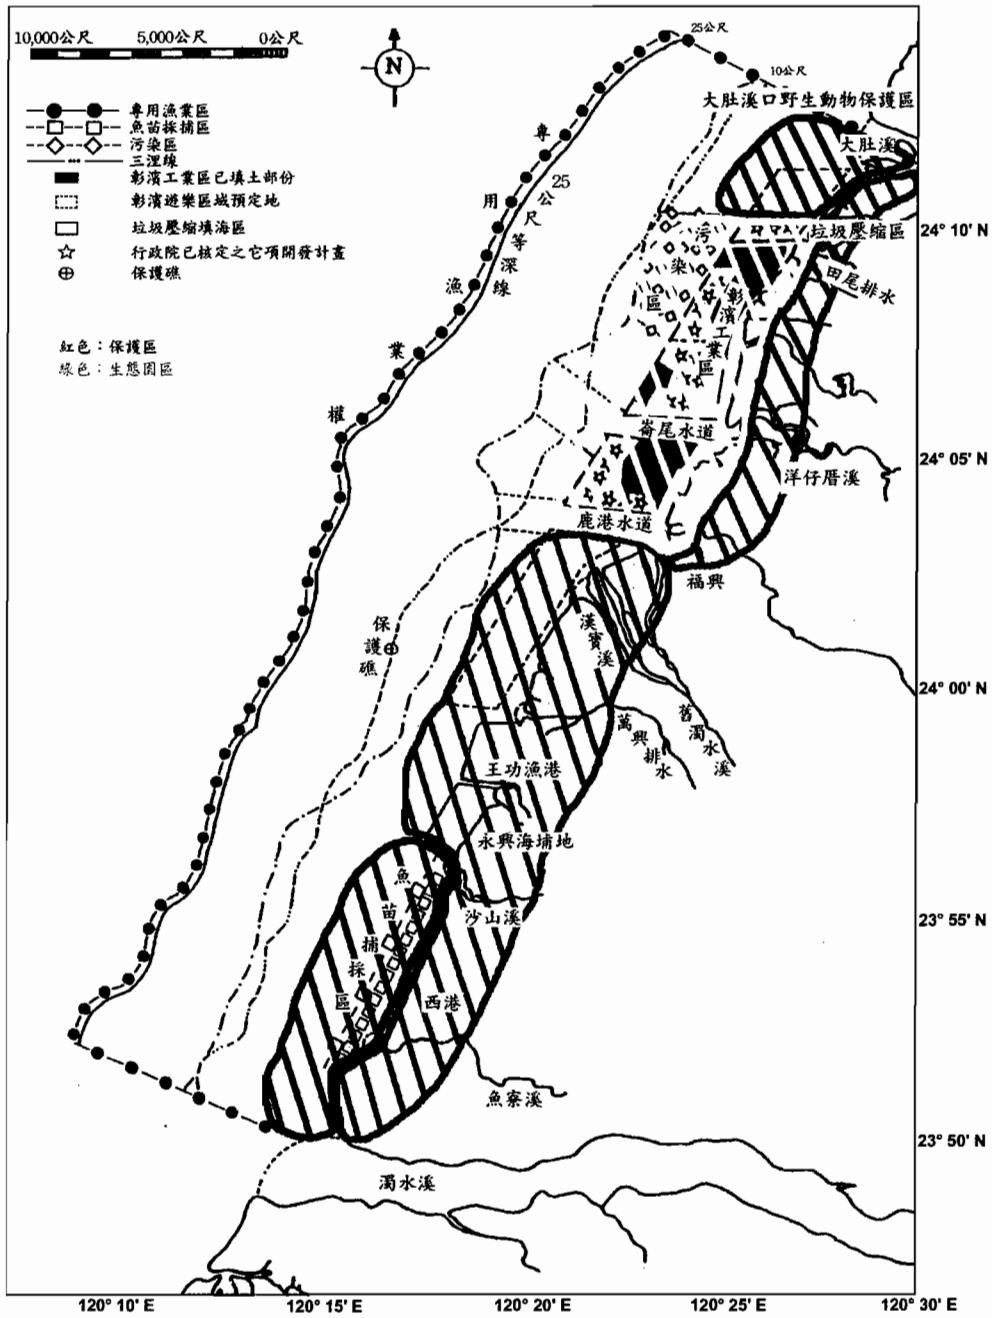 10,000公尺 5,000公尺 0公尺
N
專用漁業區
魚苗採捕區
污染區
三浬線
彰濱工業區已填土部份
彰濱遊樂區域預定地
垃圾壓縮填海區
行政院已核定之它項開發計畫
保護礁
紅色：保護區
綠色：生態園區
25公尺
10公尺
大肚溪口野生動物保護區
大肚溪
專用漁業權
25公尺等深線
污染區
垃圾壓縮區
彰濱工業區
田尾排水
崙尾水道
洋仔厝溪
鹿港水道
福興
保護礁
漢寶溪
舊濁水溪
萬興排水
王功漁港
永興海埔地
魚苗捕採區
沙山溪
西港
魚寮溪
濁水溪
24° 10' N
24° 05' N
24° 00' N
23° 55' N
23° 50' N
120° 10' E
120° 15' E
120° 20' E
120° 25' E
120° 30' E